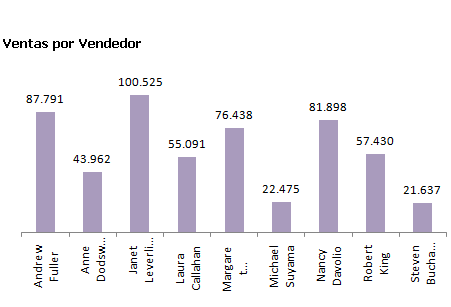 Ventas por Vendedor
100.525
87.791
81.898
76.438
57.430
55.091
43.962
22.475
21.637
Andrew
Fuller
Anne
Dodsw...
Janet
Leverli...
Laura
Callahan
Margare
t...
Michael
Suyama
Nancy
Davolio
Robert
King
Steven
Bucha...